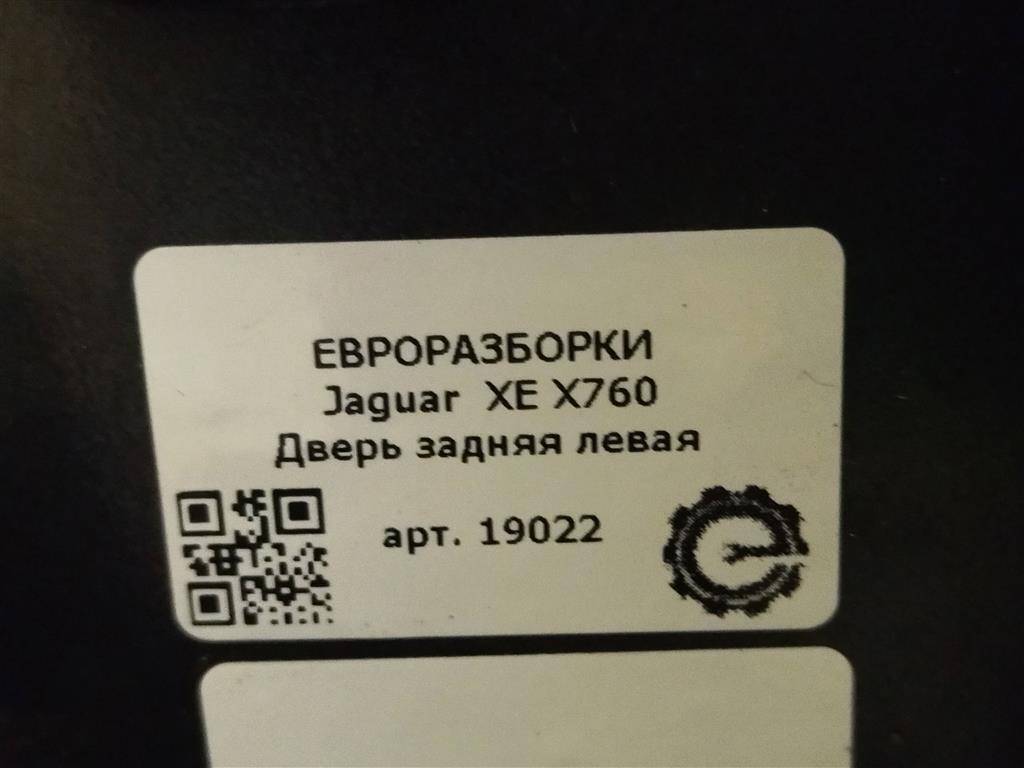 ЕВРОРАЗБОРКИ
Jaguar XE X760
Дверь задняя левая
арт. 19022